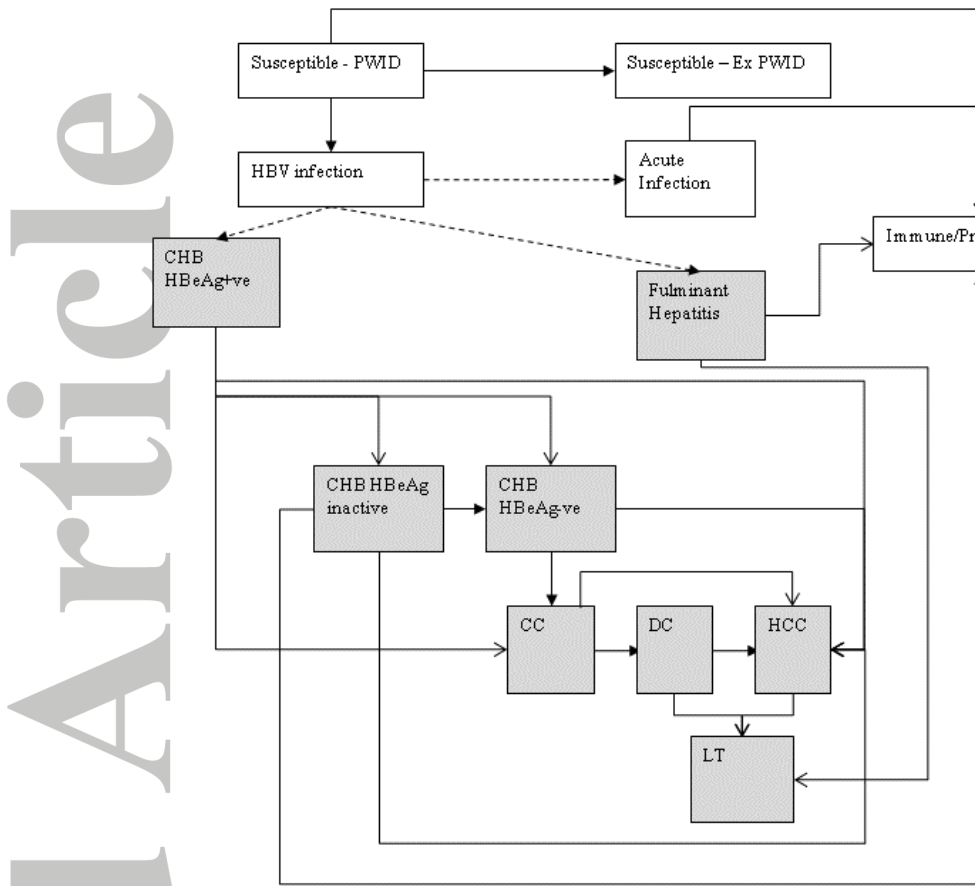 Susceptible - PWID
Susceptible – Ex PWID
HBV infection
Acute
Infection
Immune/Pr
CHB
HBeAg+ve
Fulminant
Hepatitis
CHB HBeAg
inactive
CHB
HBeAg-ve
CC
DC
HCC
LT
Article